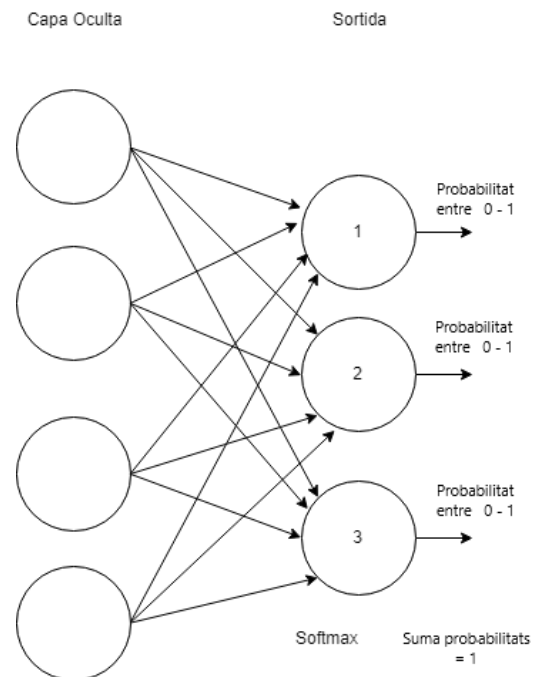 Capa Oculta
Sortida
Probabilitat
entre 0 - 1
1
Probabilitat
entre 0 - 1
2
Probabilitat
entre 0 - 1
3
Softmax
Suma probabilitats
= 1